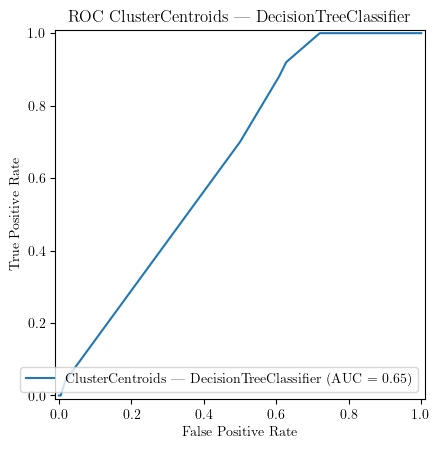 ROC ClusterCentroids — DecisionTreeClassifier
1.0
0.8
0.6
0.4
0.2
0.0
True Positive Rate
ClusterCentroids — DecisionTreeClassifier (AUC = 0.65)
0.0 0.2 0.4 0.6 0.8 1.0
False Positive Rate